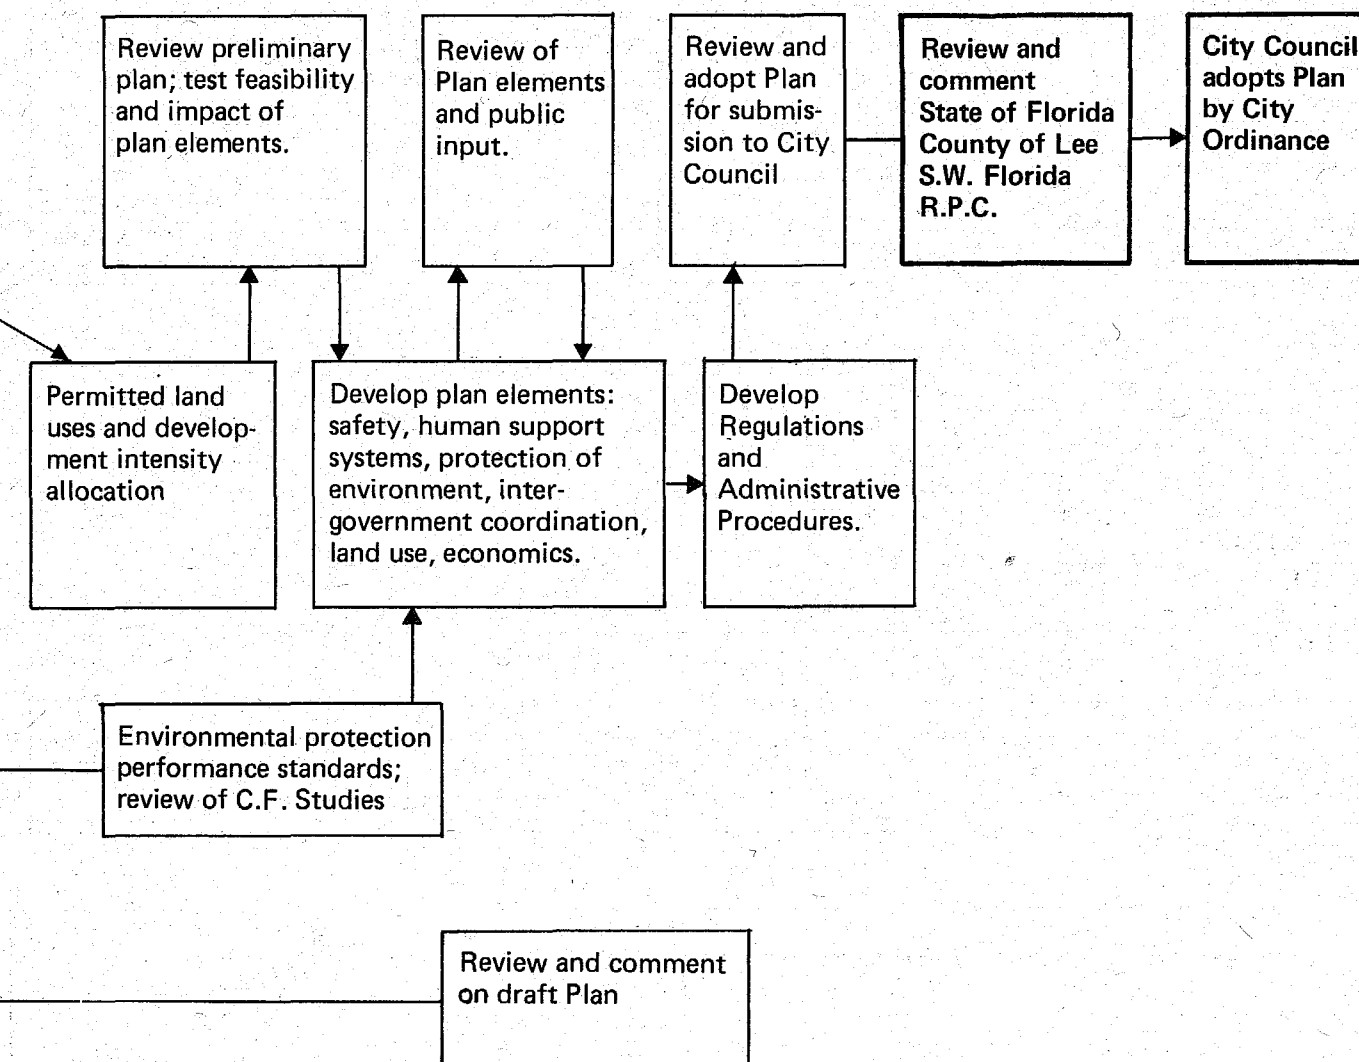 Review preliminary
plan; test feasibility
and impact of
plan elements.
Review of
Plan elements
and public
input.
Review and
adopt Plan
for submis-
sion to City
Council
Review and
comment
State of Florida
County of Lee
S.W. Florida
R.P.C.
City Council
adopts Plan
by City
Ordinance
Permitted land
uses and develop-
ment intensity
allocation
Develop plan elements:
safety, human support
systems, protection of
environment, inter-
government coordination,
land use, economics.
Develop
Regulations
and
Administrative
Procedures.
Environmental protection
performance standards;
review of C.F. Studies
Review and comment
on draft Plan